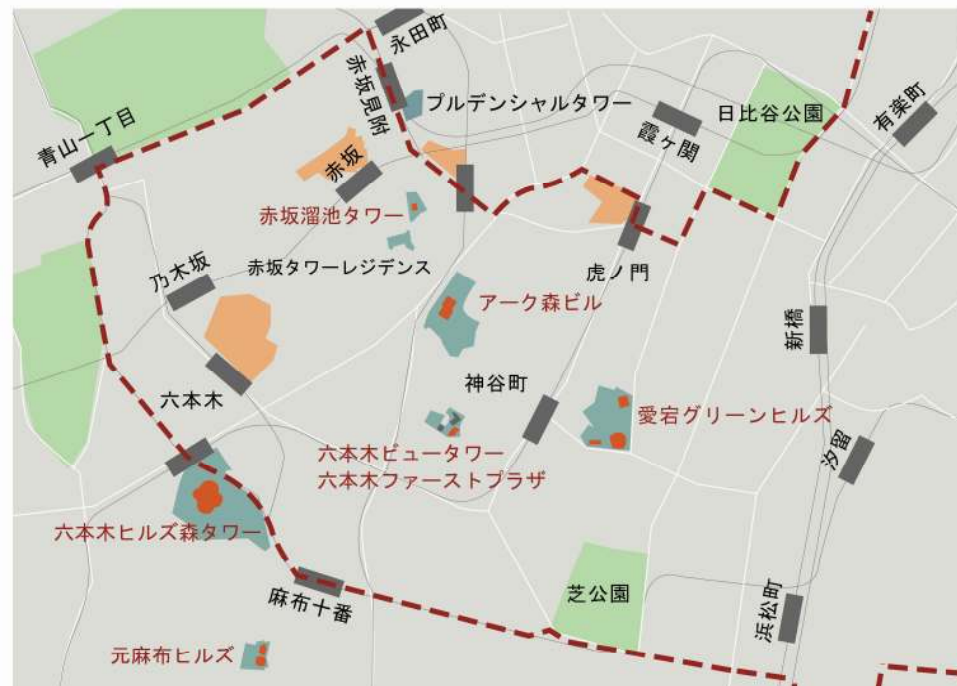 永田町
赤坂見附
プルデンシャルタワー
日比谷公園
有楽町
霞ヶ関
青山一丁目
赤坂
赤坂溜池タワー
赤坂タワーレジデンス
虎ノ門
乃木坂
アーク森ビル
新橋
神谷町
六本木
愛宕グリーンヒルズ
汐留
六本木ビュータワー
六本木ファーストプラザ
六本木ヒルズ森タワー
麻布十番
芝公園
浜松町
元麻布ヒルズ